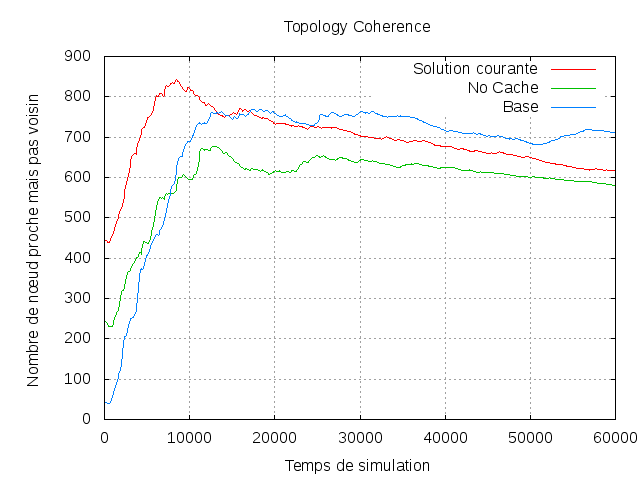 Topology Coherence
Nombre de nœud proche mais pas voisin
900
800
700
600
500
400
300
200
100
0
Solution courante
No Cache
Base
0 10000 20000 30000 40000 50000 60000
Temps de simulation